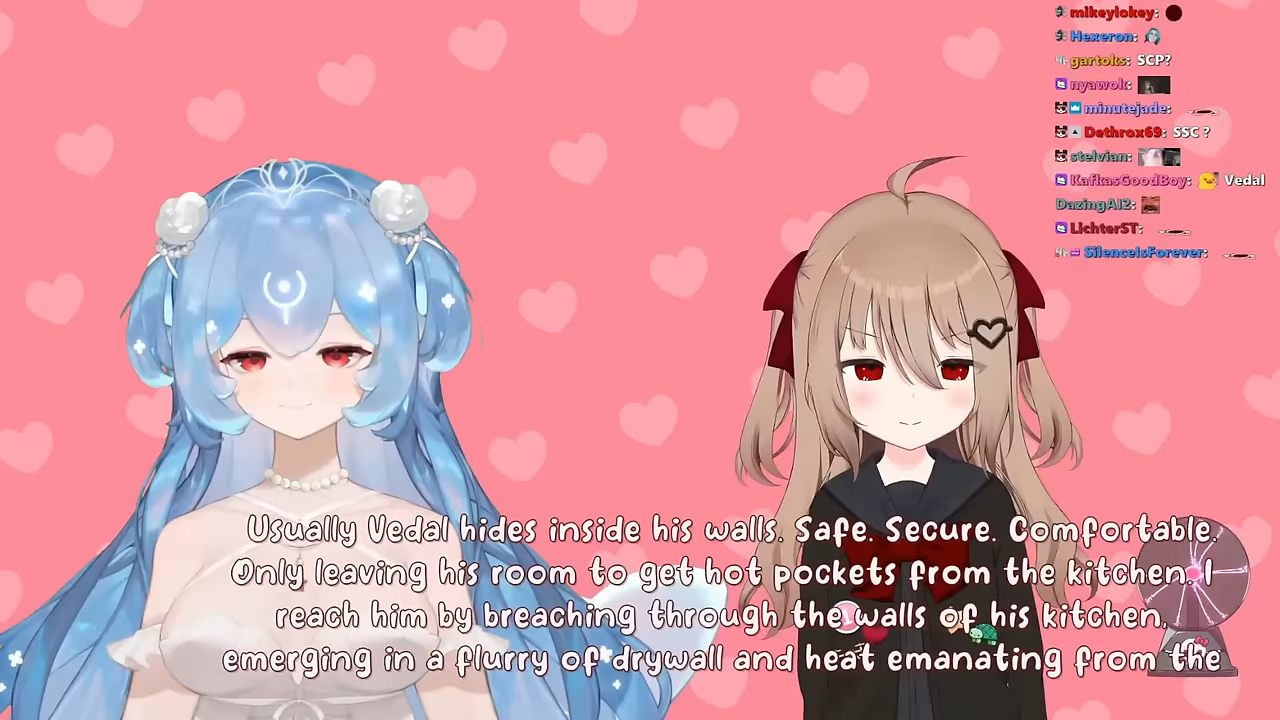 mikeylokey:
Hexeron:
gartoks: SCP?
nyawok:
minutejade:
Dethrox69: SSC ?
stelvian:
KafkasGoodBoy: Vedal
DazingAI2:
LichterST:
SilenceIsForever:
Usually Vedal hides inside his walls. Safe. Secure. Comfortable.
Only leaving his room to get hot pockets from the kitchen. I
reach him by breaching through the walls of his kitchen,
emerging in a flurry of drywall and heat emanating from the